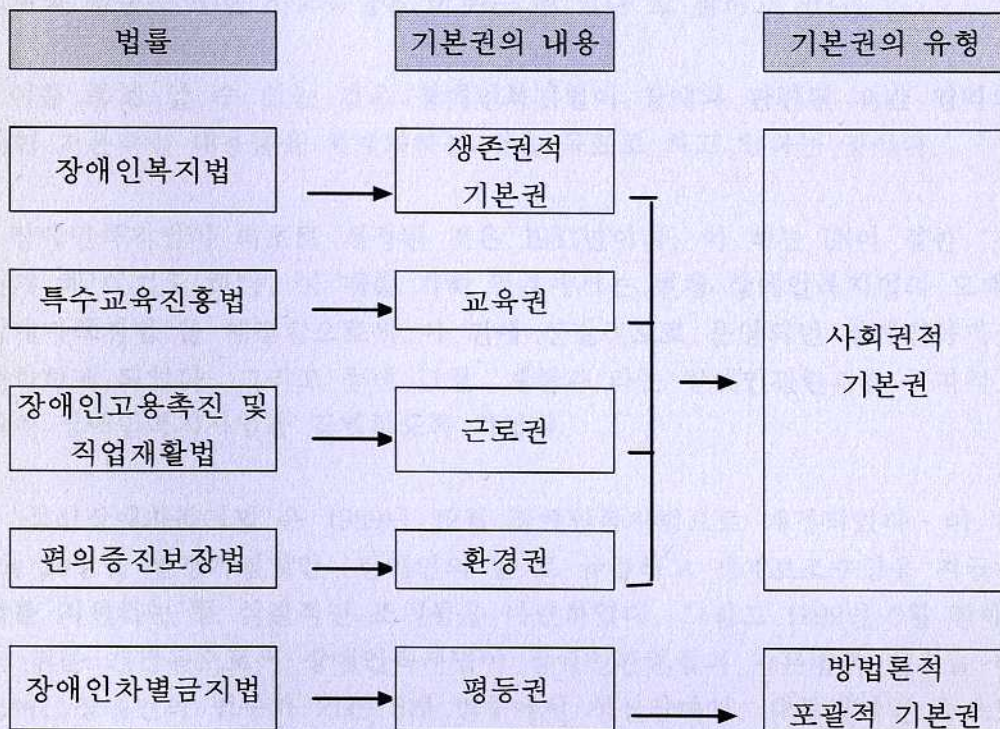 법률
기본권의 내용
기본권의 유형
장애인복지법
생존권적
기본권
특수교육진흥법
교육권
장애인고용촉진 및
직업재활법
근로권
사회권적
기본권
편의증진보장법
환경권
장애인차별금지법
평등권
방법론적
포괄적 기본권